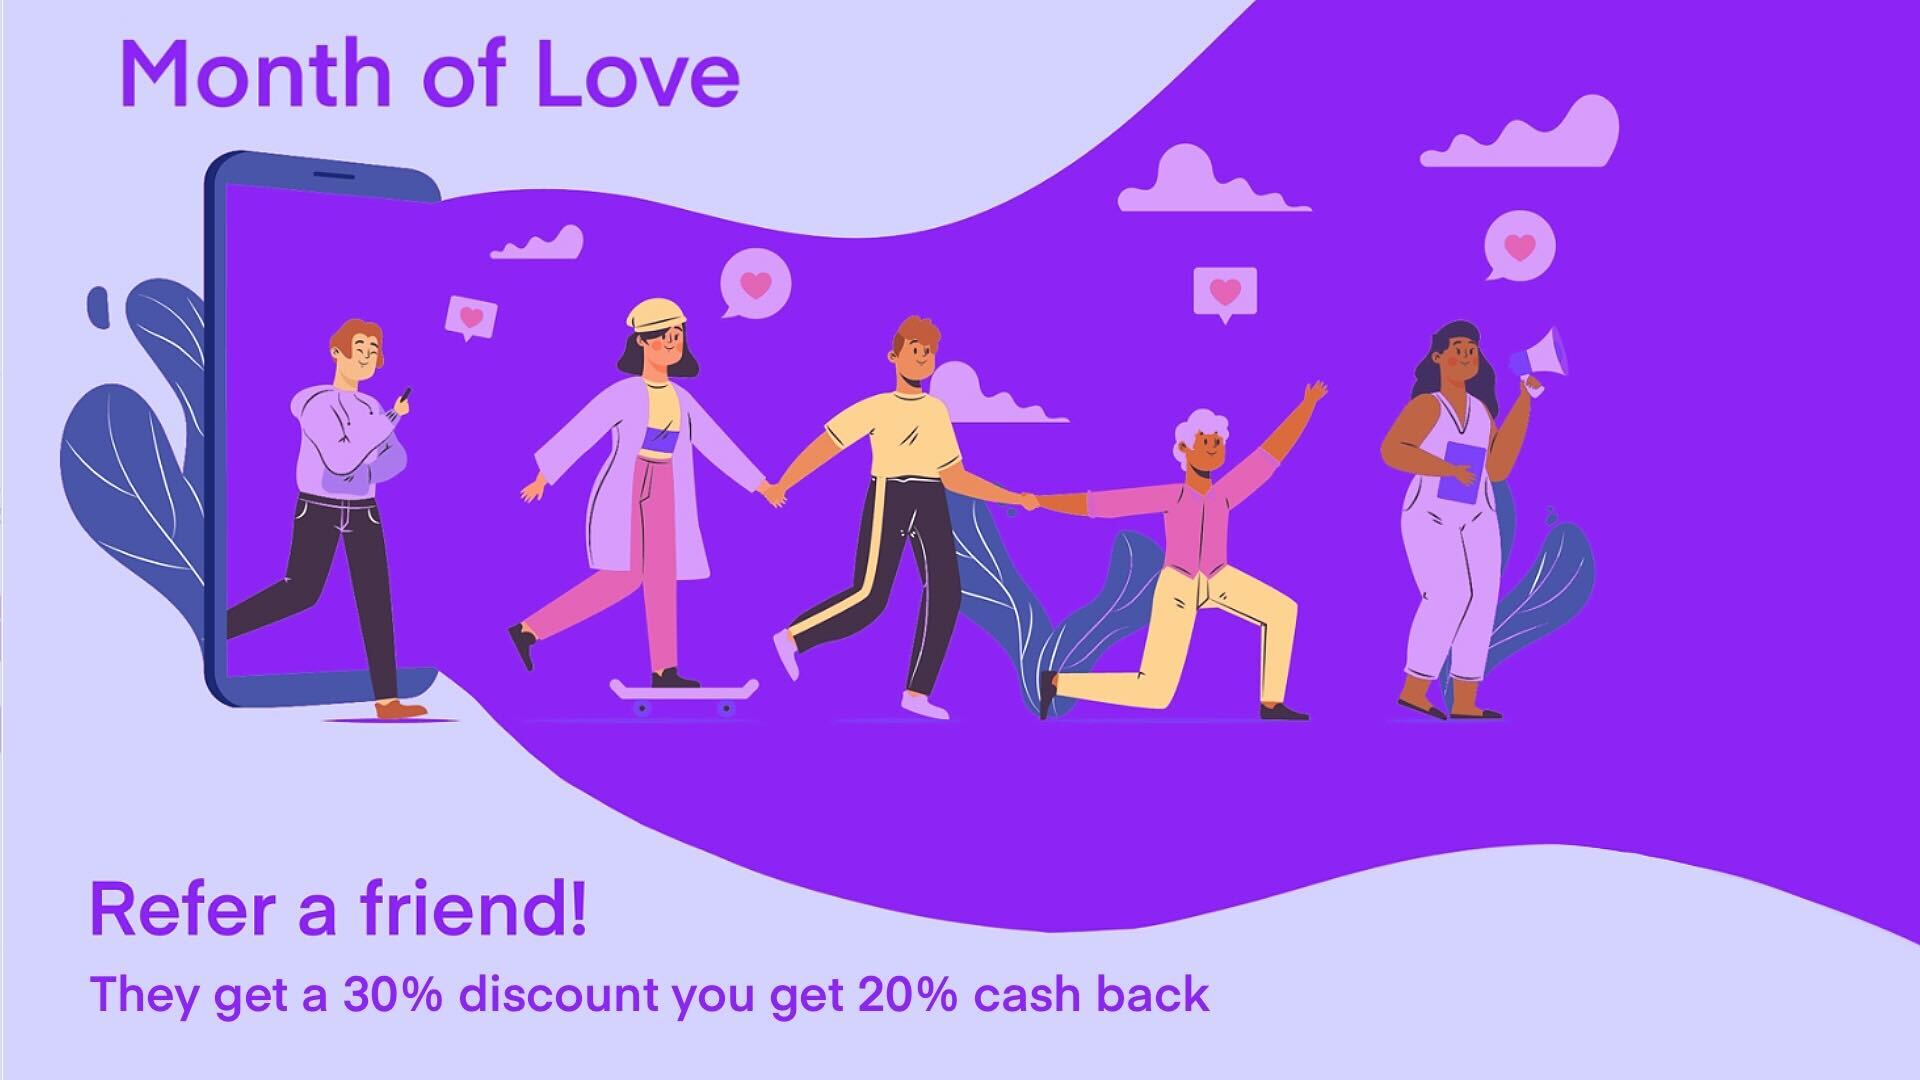 Month of Love
Refer a friend!
They get a 30% discount you get 20% cash back